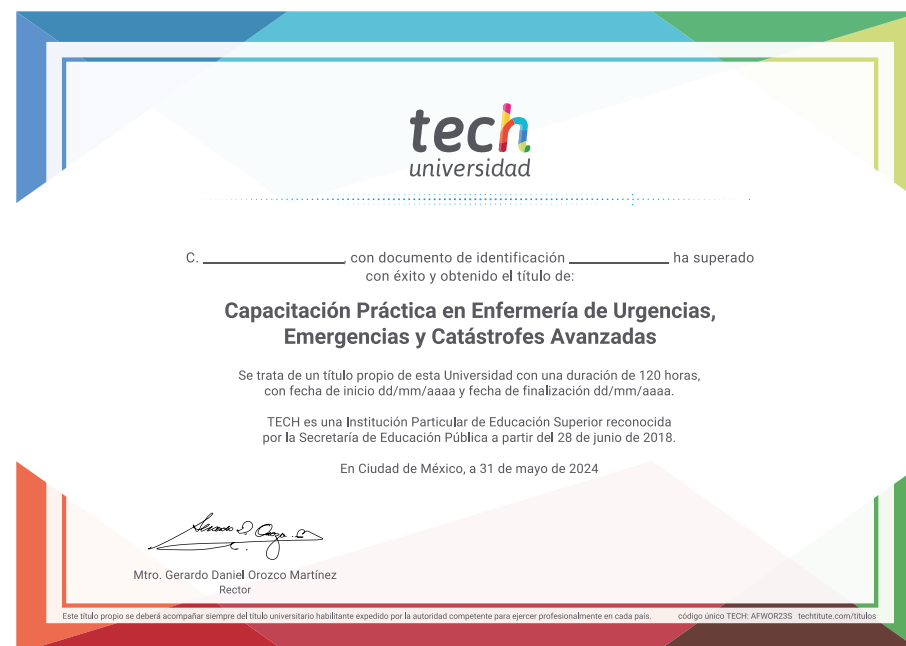 tech
universidad
C. ________________, con documento de identificación ____________ ha superado
con éxito y obtenido el título de:
Capacitación Práctica en Enfermería de Urgencias,
Emergencias y Catástrofes Avanzadas
Se trata de un título propio de esta Universidad con una duración de 120 horas,
con fecha de inicio dd/mm/aaaa y fecha de finalización dd/mm/aaaa.
TECH es una Institución Particular de Educación Superior reconocida
por la Secretaría de Educación Pública a partir del 28 de junio de 2018.
En Ciudad de México, a 31 de mayo de 2024
Mtro. Gerardo Daniel Orozco Martínez
Rector
Este título propio se deberá acompañar siempre del título universitario habilitante expedido por la autoridad competente para ejercer profesionalmente en cada país. código único TECH: AFWOR23S techtitute.com/titulos